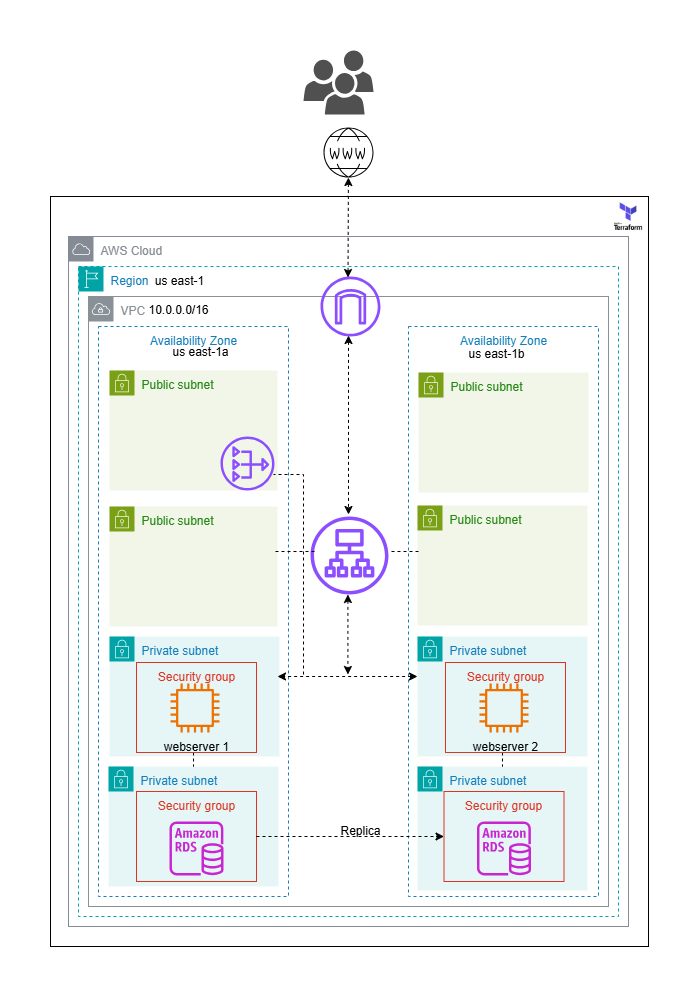 WWW
Terraform
AWS Cloud
Region us east-1
VPC 10.0.0.0/16
Availability Zone
us east-1a
Availability Zone
us east-1b
Public subnet
Public subnet
Public subnet
Public subnet
Private subnet
Private subnet
Security group
Security group
webserver 1
webserver 2
Private subnet
Private subnet
Security group
Security group
Amazon
RDS
Replica
Amazon
RDS